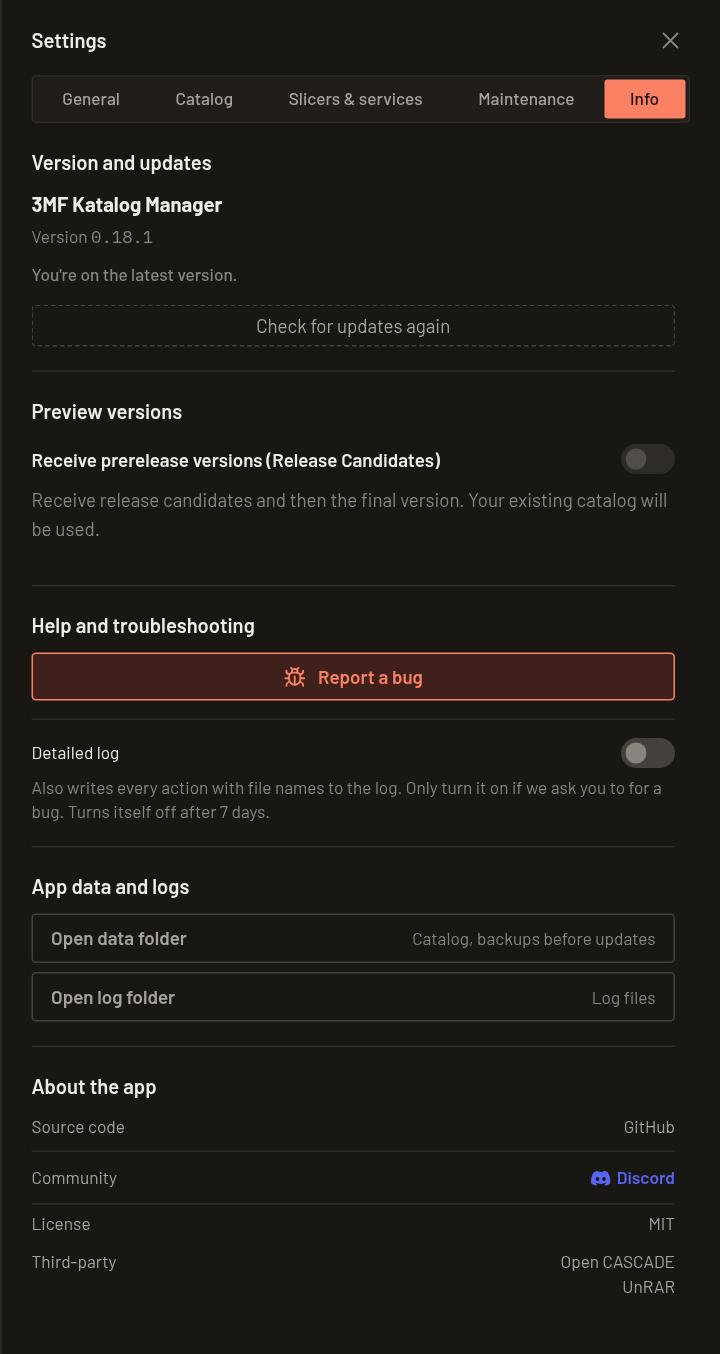 Settings
General
Catalog
Slicers & services
Maintenance
Info
Version and updates
3MF Katalog Manager
Version 0.18.1
You're on the latest version.
Check for updates again
Preview versions
Receive prerelease versions (Release Candidates)
Receive release candidates and then the final version. Your existing catalog will
be used.
Help and troubleshooting
Report a bug
Detailed log
Also writes every action with file names to the log. Only turn it on if we ask you to for a
bug. Turns itself off after 7 days.
App data and logs
Open data folder
Catalog, backups before updates
Open log folder
Log files
About the app
Source code
GitHub
Community
Discord
License
MIT
Third-party
Open CASCADE
UnRAR